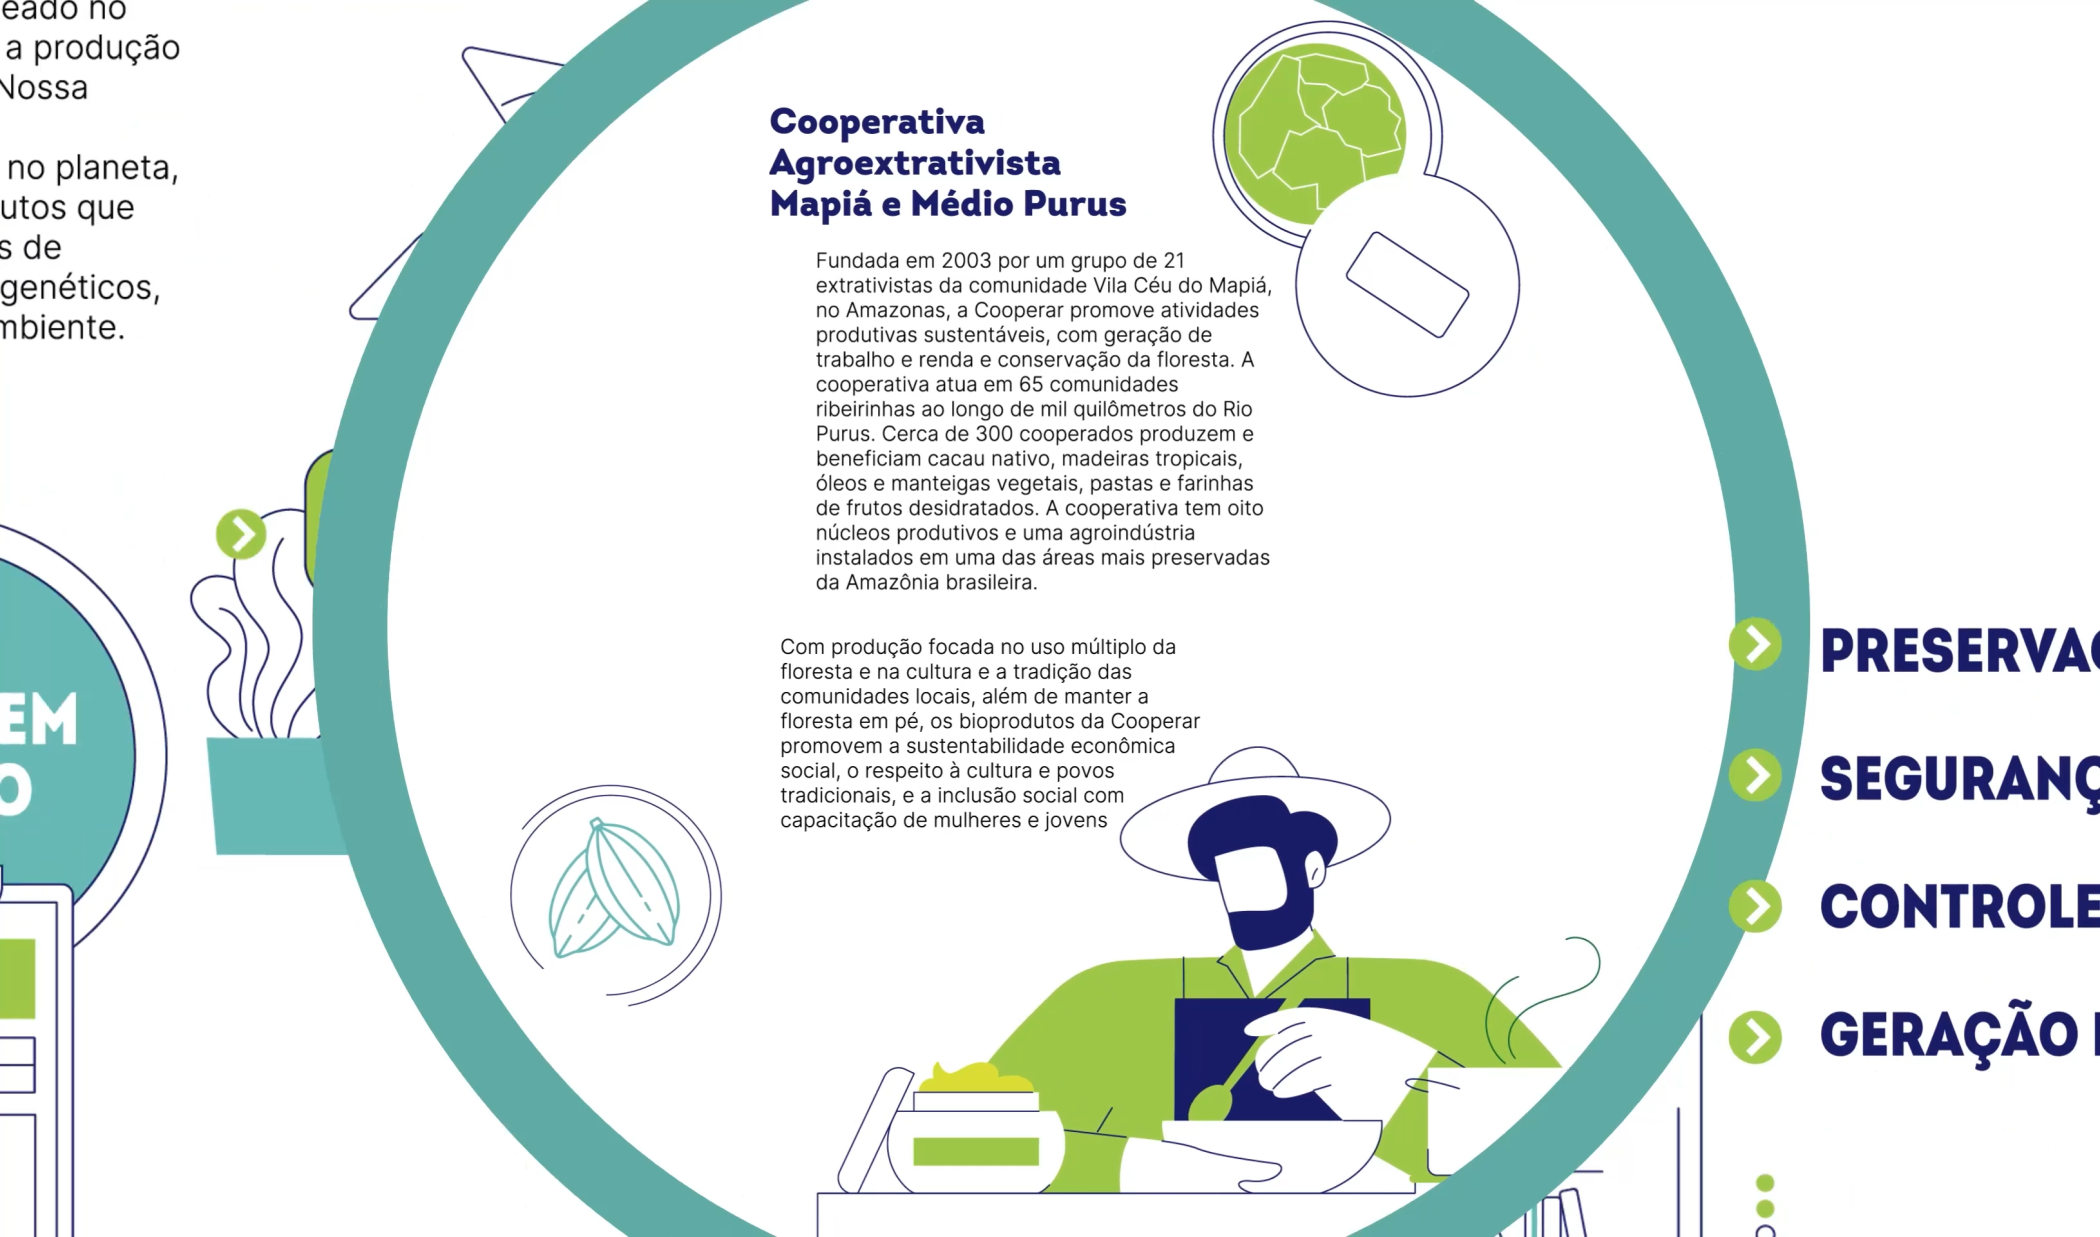 eado no
a produção
Nossa
no planeta,
utos que
s de
genéticos,
mbiente.
EM
O
Cooperativa
Agroextrativista
Mapiá e Médio Purus
Fundada em 2003 por um grupo de 21
extrativistas da comunidade Vila Céu do Mapiá,
no Amazonas, a Cooperar promove atividades
produtivas sustentáveis, com geração de
trabalho e renda e conservação da floresta. A
cooperativa atua em 65 comunidades
ribeirinhas ao longo de mil quilômetros do Rio
Purus. Cerca de 300 cooperados produzem e
beneficiam cacau nativo, madeiras tropicais,
óleos e manteigas vegetais, pastas e farinhas
de frutos desidratados. A cooperativa tem oito
núcleos produtivos e uma agroindústria
instalados em uma das áreas mais preservadas
da Amazônia brasileira.
Com produção focada no uso múltiplo da
floresta e na cultura e a tradição das
comunidades locais, além de manter a
floresta em pé, os bioprodutos da Cooperar
promovem a sustentabilidade econômica
social, o respeito à cultura e povos
tradicionais, e a inclusão social com
capacitação de mulheres e jovens
PRESERVAÇ
SEGURANÇ
CONTROLE
GERAÇÃO